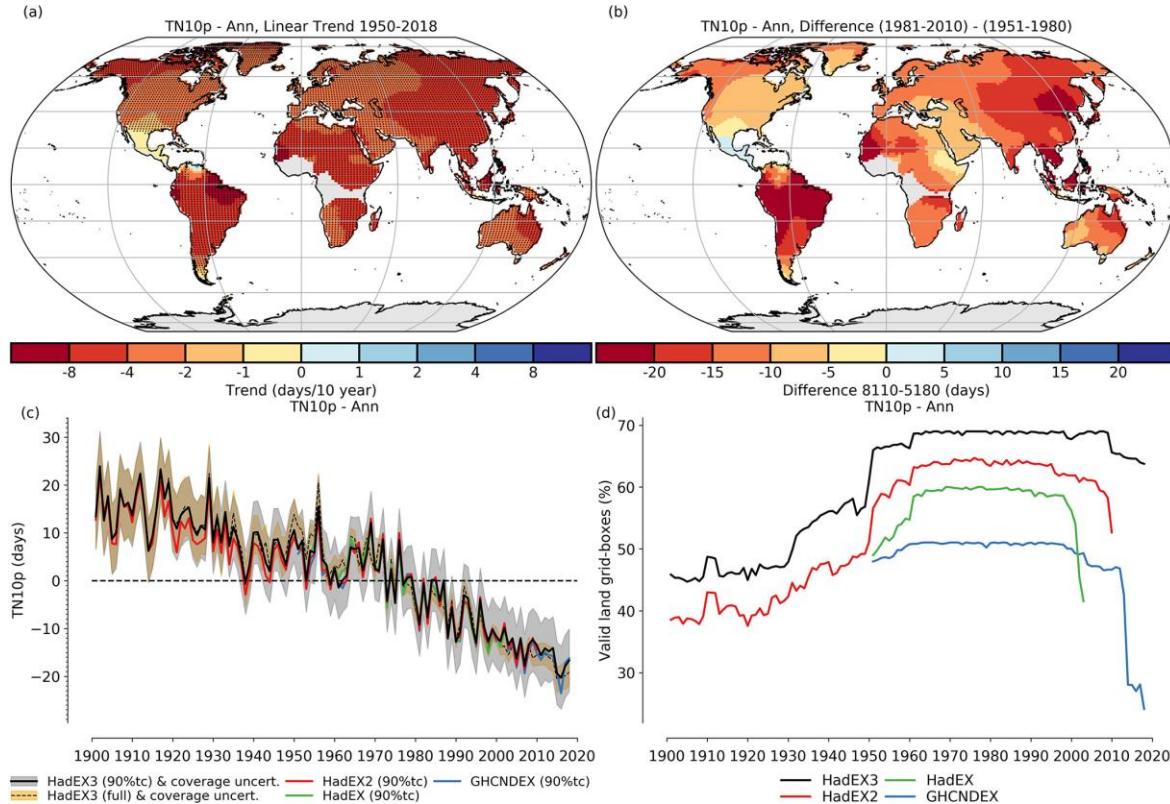 (a)
TN10p - Ann, Linear Trend 1950-2018
(b)
TN10p - Ann, Difference (1981-2010) - (1951-1980)
-8 -4 -2 -1 0 1 2 4 8
Trend (days/10 year)
-20 -15 -10 -5 0 5 10 15 20
Difference 8110-5180 (days)
(c)
TN10p - Ann
TN10p (days)
30
20
10
0
−10
−20
1900 1910 1920 1930 1940 1950 1960 1970 1980 1990 2000 2010 2020
HadEX3 (90%tc) & coverage uncert.
HadEX3 (full) & coverage uncert.
HadEX2 (90%tc)
HadEX (90%tc)
GHCNDEX (90%tc)
(d)
TN10p - Ann
Valid land grid-boxes (%)
70
60
50
40
30
1900 1910 1920 1930 1940 1950 1960 1970 1980 1990 2000 2010 2020
HadEX3
HadEX2
HadEX
GHCNDEX